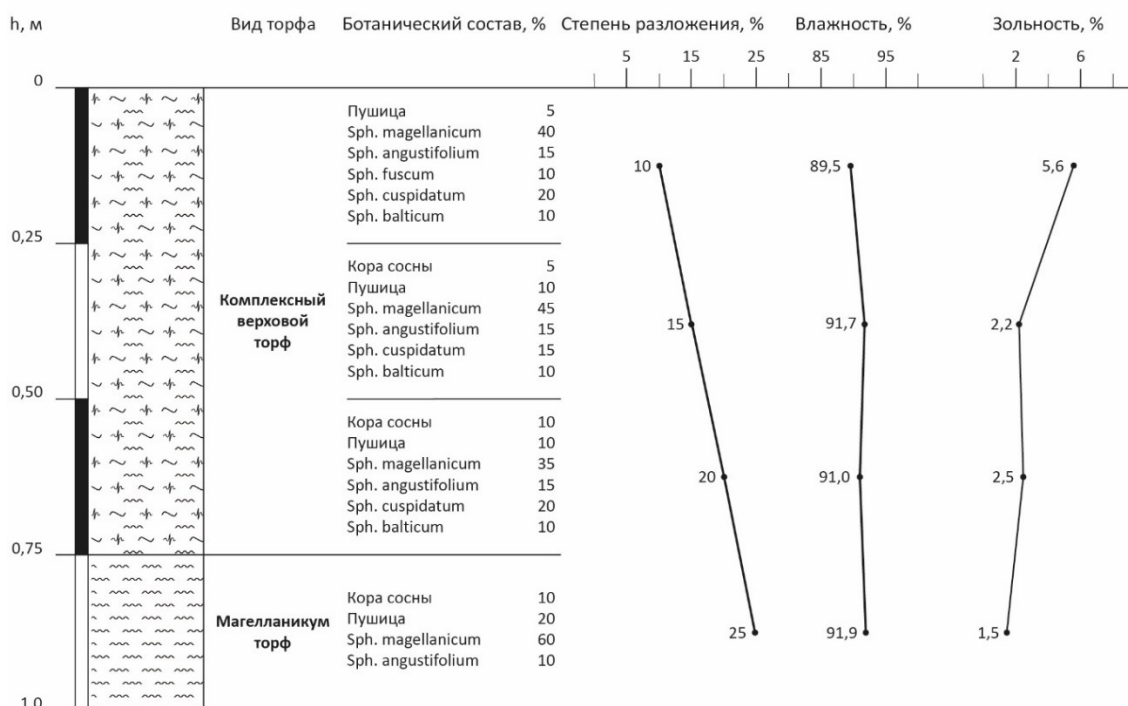 h, м Вид торфа Ботанический состав, % Степень разложения, % Влажность, % Зольность, %
5 15 25 85 95 2 6
0
Пушица 5
Sph. magellanicum 40
Sph. angustifolium 15
10 89,5 5,6
Sph. fuscum 10
Sph. cuspidatum 20
Sph. balticum 10
0,25
Кора сосны 5
Пушица 10
Комплексный верховой торф
Sph. magellanicum 45
15 91,7 2,2
Sph. angustifolium 15
Sph. cuspidatum 15
Sph. balticum 10
0,50
Кора сосны 10
Пушица 10
Sph. magellanicum 35
20 91,0 2,5
Sph. angustifolium 15
Sph. cuspidatum 20
Sph. balticum 10
0,75
Кора сосны 10
Магелланикум торф
Пушица 20
25 91,9 1,5
Sph. magellanicum 60
Sph. angustifolium 10
1,0